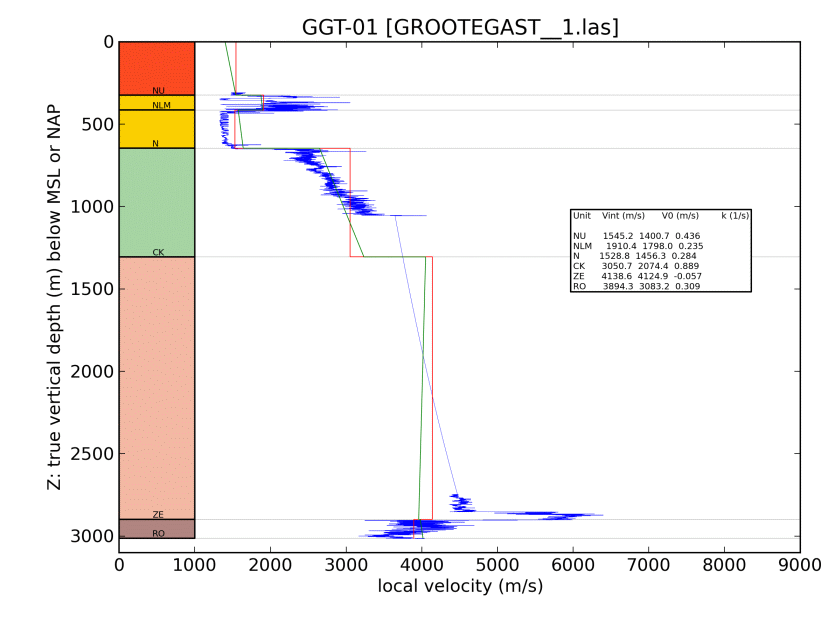 GGT-01 [GROOTEGAST__1.las]
Z: true vertical depth (m) below MSL or NAP
0
500
1000
1500
2000
2500
3000
NU
NLM
N
CK
ZE
RO
Unit Vint (m/s) V0 (m/s) k (1/s)
NU 1545.2 1400.7 0.436
NLM 1910.4 1798.0 0.235
N 1528.8 1456.3 0.284
CK 3050.7 2074.4 0.889
ZE 4138.6 4124.9 -0.057
RO 3894.3 3083.2 0.309
0 1000 2000 3000 4000 5000 6000 7000 8000 9000
local velocity (m/s)